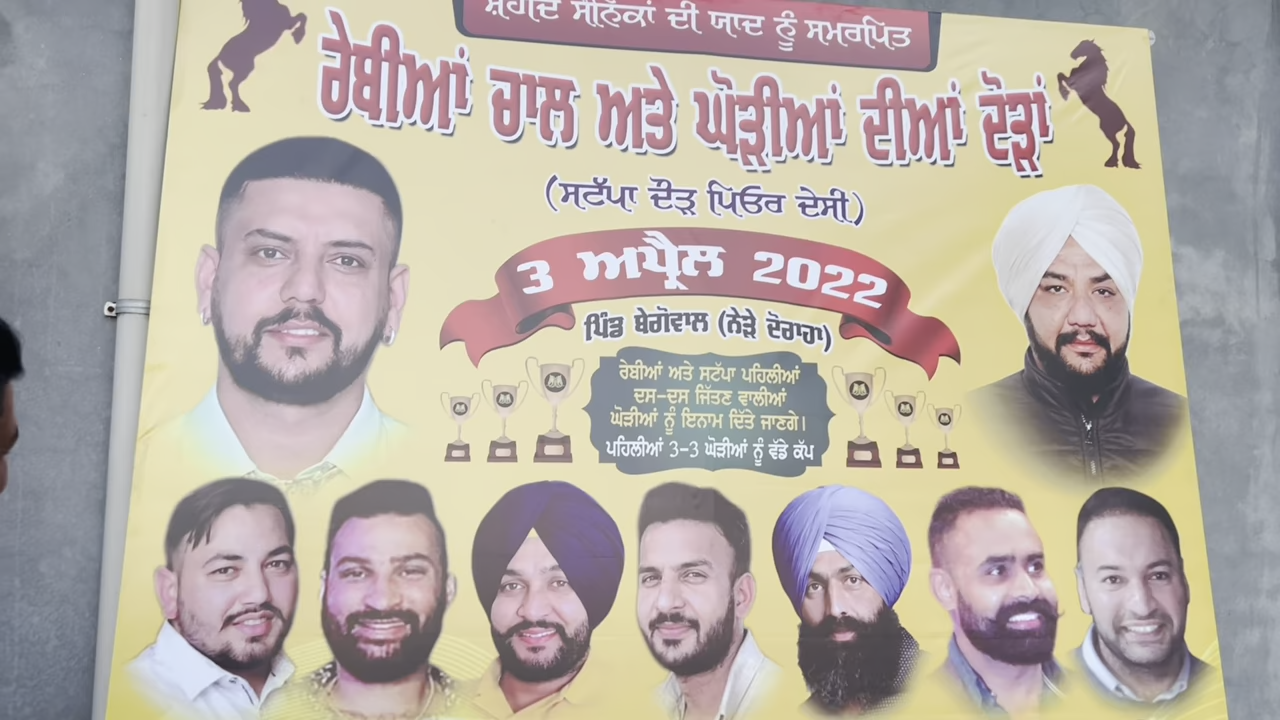 ਸ਼ਹੀਦ ਸੈਨਿਕਾਂ ਦੀ ਯਾਦ ਨੂੰ ਸਮਰਪਿਤ
ਰੇਬੀਆਂ ਚਾਲ ਅਤੇ ਘੋੜੀਆਂ ਦੀਆਂ ਦੋੜਾਂ
(ਸਟੱਪਾ ਦੌੜ ਪਿਓਰ ਦੇਸੀ)
3 ਅਪ੍ਰੈਲ 2022
ਪਿੰਡ ਬੇਗੋਵਾਲ (ਨੇੜੇ ਦੋਰਾਹਾ)
ਰੇਬੀਆਂ ਅਤੇ ਸਟੱਪਾ ਪਹਿਲੀਆਂ
ਦਸ-ਦਸ ਜਿੱਤਣ ਵਾਲੀਆਂ
ਘੋੜੀਆਂ ਨੂੰ ਇਨਾਮ ਦਿੱਤੇ ਜਾਣਗੇ।
ਪਹਿਲੀਆਂ 3-3 ਘੋੜੀਆਂ ਨੂੰ ਵੱਡੇ ਕੱਪ